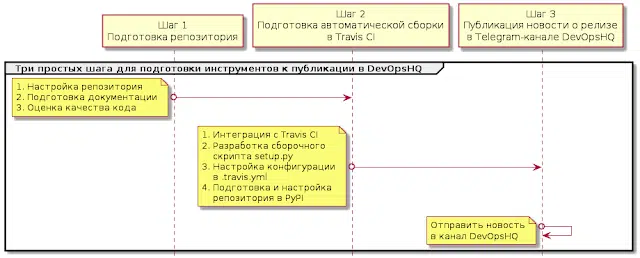 Шаг 1
Подготовка репозитория
Шаг 2
Подготовка автоматической сборки
в Travis CI
Шаг 3
Публикация новости о релизе
в Telegram-канале DevOpsHQ
Три простых шага для подготовки инструментов к публикации в DevOpsHQ
1. Настройка репозитория
2. Подготовка документации
3. Оценка качества кода
1. Интеграция с Travis CI
2. Разработка сборочного
скрипта setup.py
3. Настройка конфигурации
в .travis.yml
4. Подготовка и настройка
репозитория в PyPI
Отправить новость
в канал DevOpsHQ